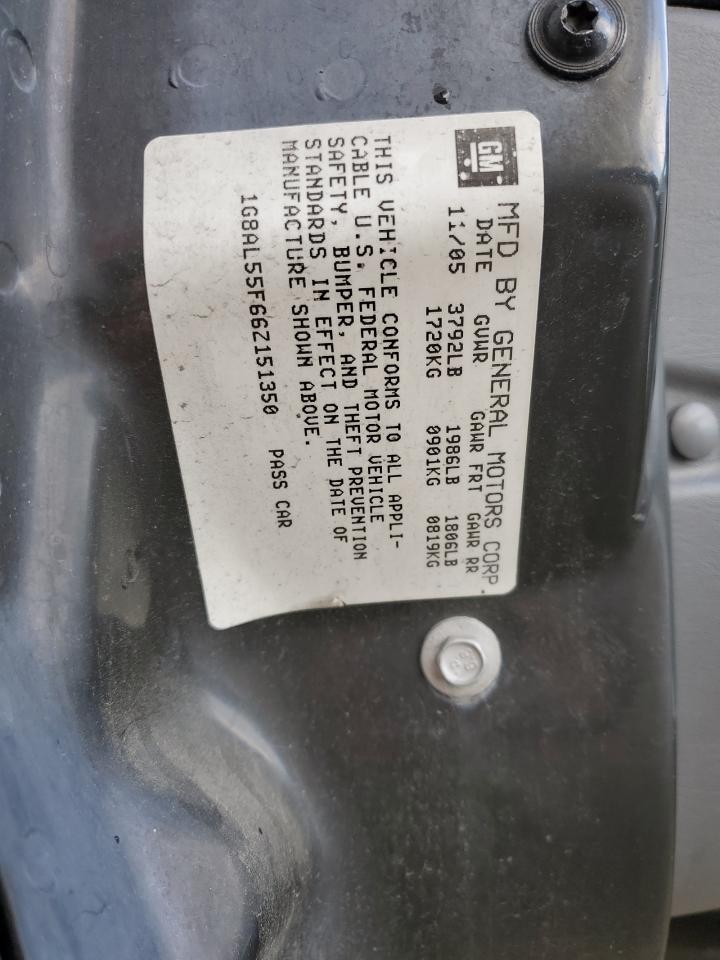 GM MFD BY GENERAL MOTORS CORP.
DATE GVWR GAWR FRT GAWR RR
11/05 3792LB 1986LB 1806LB
1720KG 0901KG 0819KG
THIS VEHICLE CONFORMS TO ALL APPLI-
CABLE U.S. FEDERAL MOTOR VEHICLE
SAFETY, BUMPER, AND THEFT PREVENTION
STANDARDS IN EFFECT ON THE DATE OF
MANUFACTURE SHOWN ABOVE.
1G8AL55F66Z151350 PASS CAR